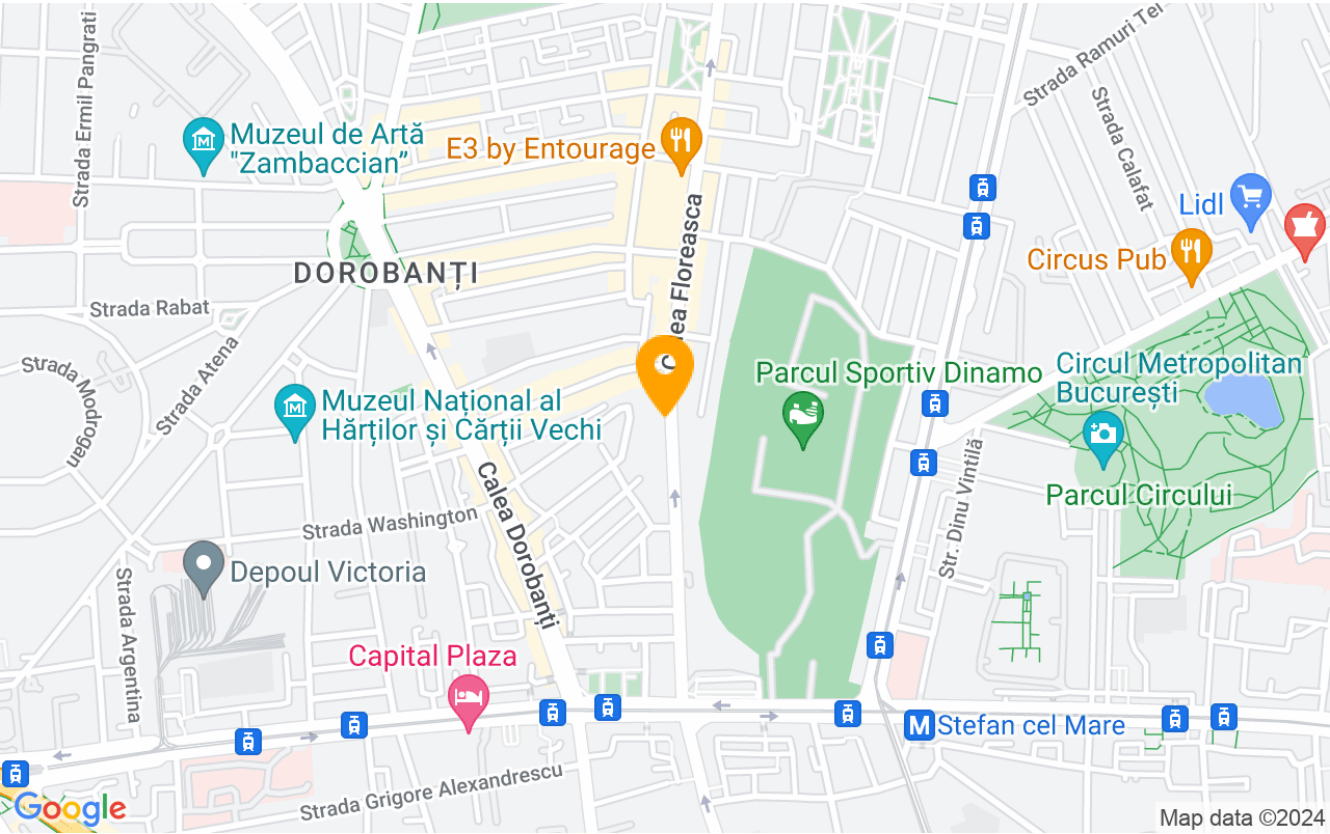 Strada Ermil Pangrati
Strada Ramuri Tei
Strada Calafat
Muzeul de Artă
"Zambaccian”
E3 by Entourage
Lidl
Circus Pub
Calea Floreasca
DOROBANȚI
Strada Rabat
Strada Atena
Strada Modrogan
Parcul Sportiv Dinamo
Circul Metropolitan
București
Muzeul Național al
Hărților și Cărții Vechi
Parcul Circului
Calea Dorobanți
Strada Washington
Str. Dinu Vintilă
Depoul Victoria
Strada Argentina
Capital Plaza
M Stefan cel Mare
Strada Grigore Alexandrescu
Google
Map data ©2024